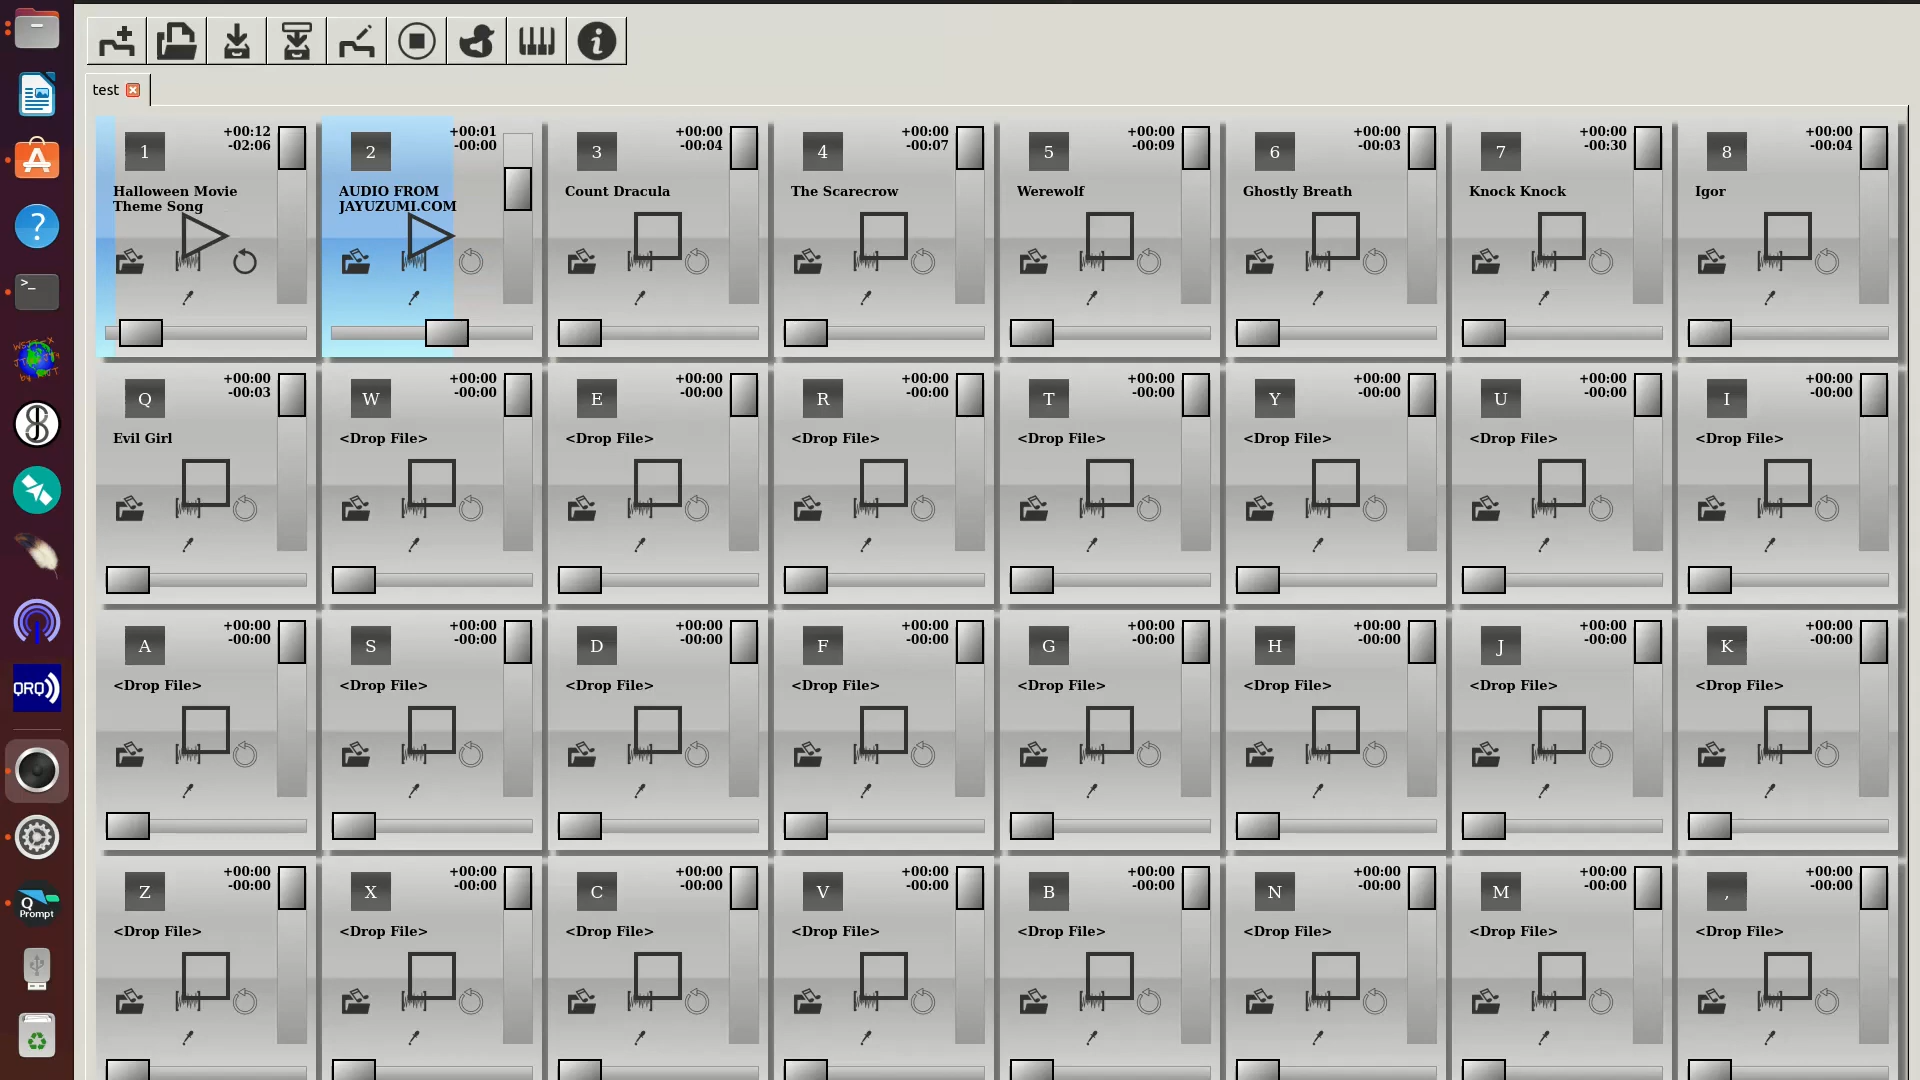 test
1 +00:12
-02:06
Halloween Movie
Theme Song
2 +00:01
-00:00
AUDIO FROM
JAYUZUMI.COM
3 +00:00
-00:04
Count Dracula
4 +00:00
-00:07
The Scarecrow
5 +00:00
-00:09
Werewolf
6 +00:00
-00:03
Ghostly Breath
7 +00:00
-00:30
Knock Knock
8 +00:00
-00:04
Igor
Q +00:00
-00:03
Evil Girl
W +00:00
-00:00
<Drop File>
E +00:00
-00:00
<Drop File>
R +00:00
-00:00
<Drop File>
T +00:00
-00:00
<Drop File>
Y +00:00
-00:00
<Drop File>
U +00:00
-00:00
<Drop File>
I +00:00
-00:00
<Drop File>
A +00:00
-00:00
<Drop File>
S +00:00
-00:00
<Drop File>
D +00:00
-00:00
<Drop File>
F +00:00
-00:00
<Drop File>
G +00:00
-00:00
<Drop File>
H +00:00
-00:00
<Drop File>
J +00:00
-00:00
<Drop File>
K +00:00
-00:00
<Drop File>
Z +00:00
-00:00
<Drop File>
X +00:00
-00:00
<Drop File>
C +00:00
-00:00
<Drop File>
V +00:00
-00:00
<Drop File>
B +00:00
-00:00
<Drop File>
N +00:00
-00:00
<Drop File>
M +00:00
-00:00
<Drop File>
, +00:00
-00:00
<Drop File>
?
>_
QRQ
Q
Prompt